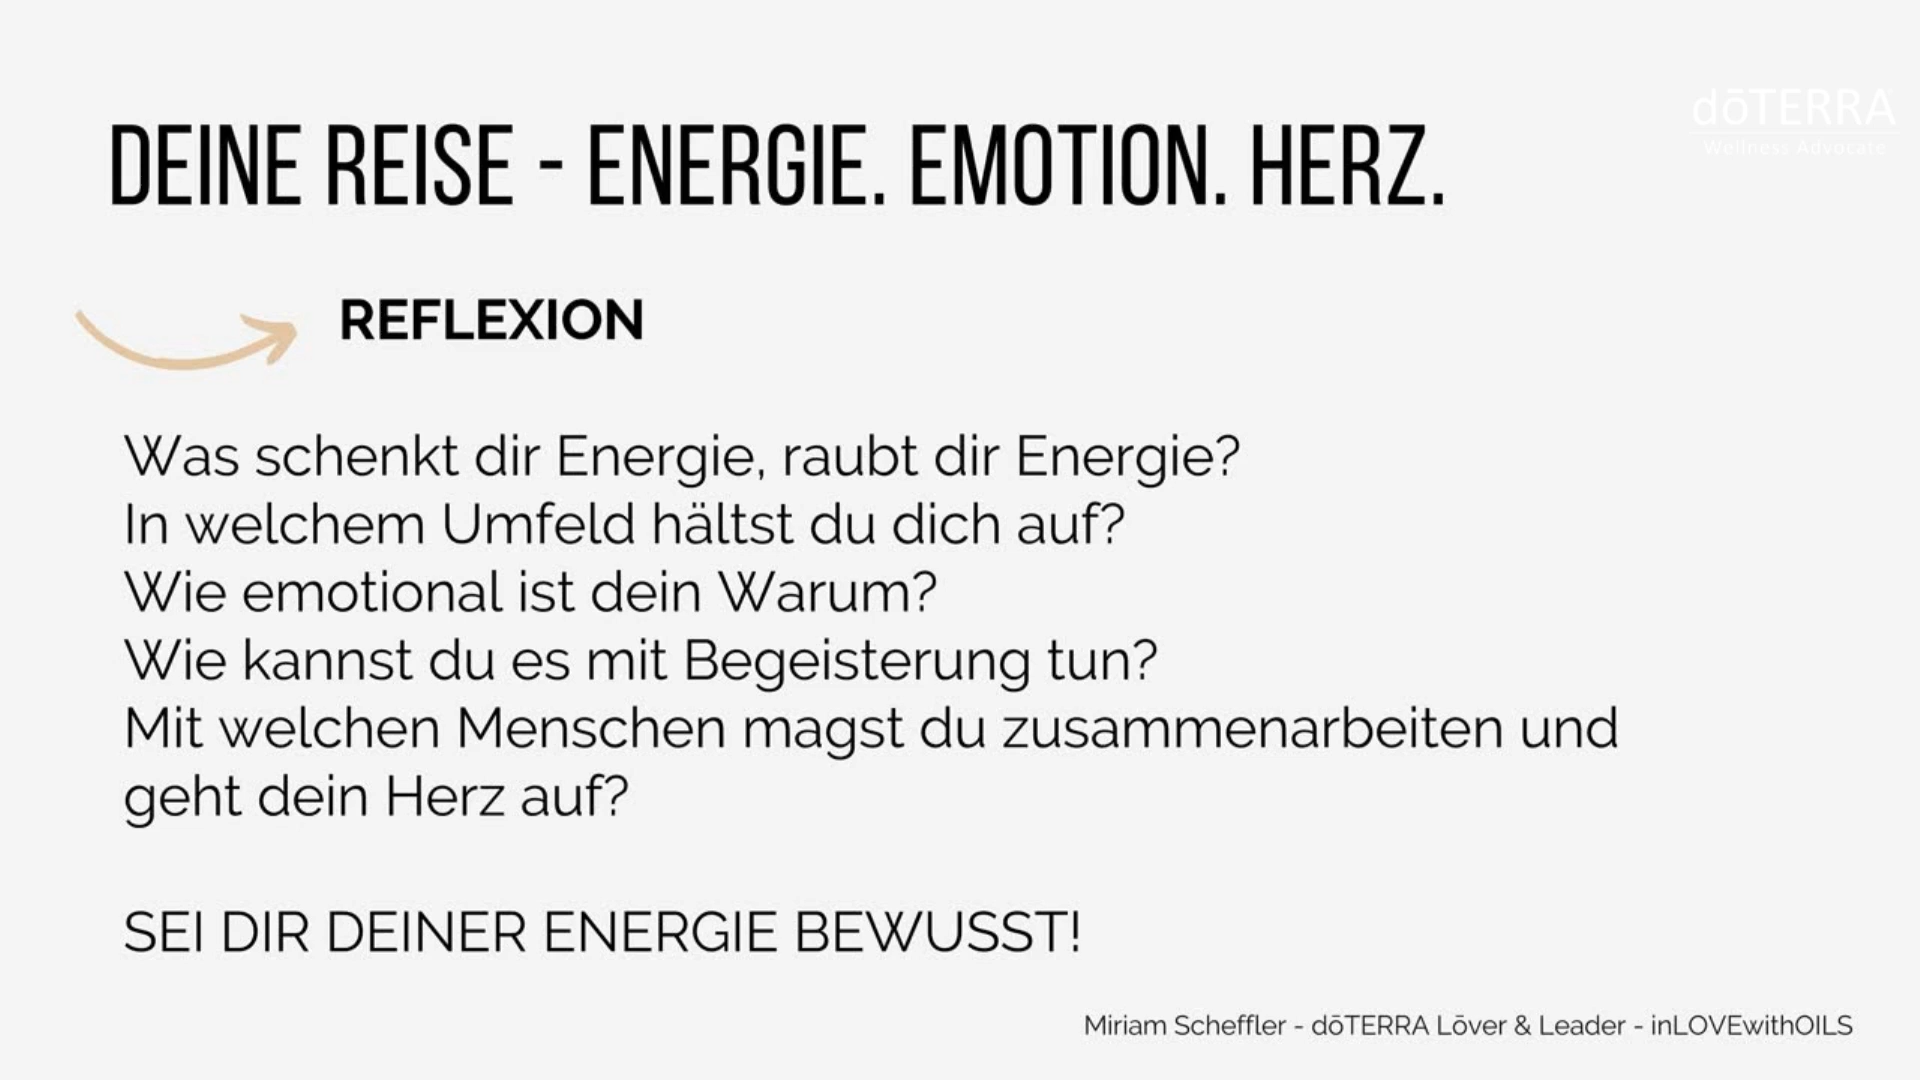 dōTERRA
Wellness Advocate
DEINE REISE - ENERGIE. EMOTION. HERZ.
REFLEXION
Was schenkt dir Energie, raubt dir Energie?
In welchem Umfeld hältst du dich auf?
Wie emotional ist dein Warum?
Wie kannst du es mit Begeisterung tun?
Mit welchen Menschen magst du zusammenarbeiten und
geht dein Herz auf?
SEI DIR DEINER ENERGIE BEWUSST!
Miriam Scheffler - dōTERRA Lōver & Leader - inLOVEwithOILS